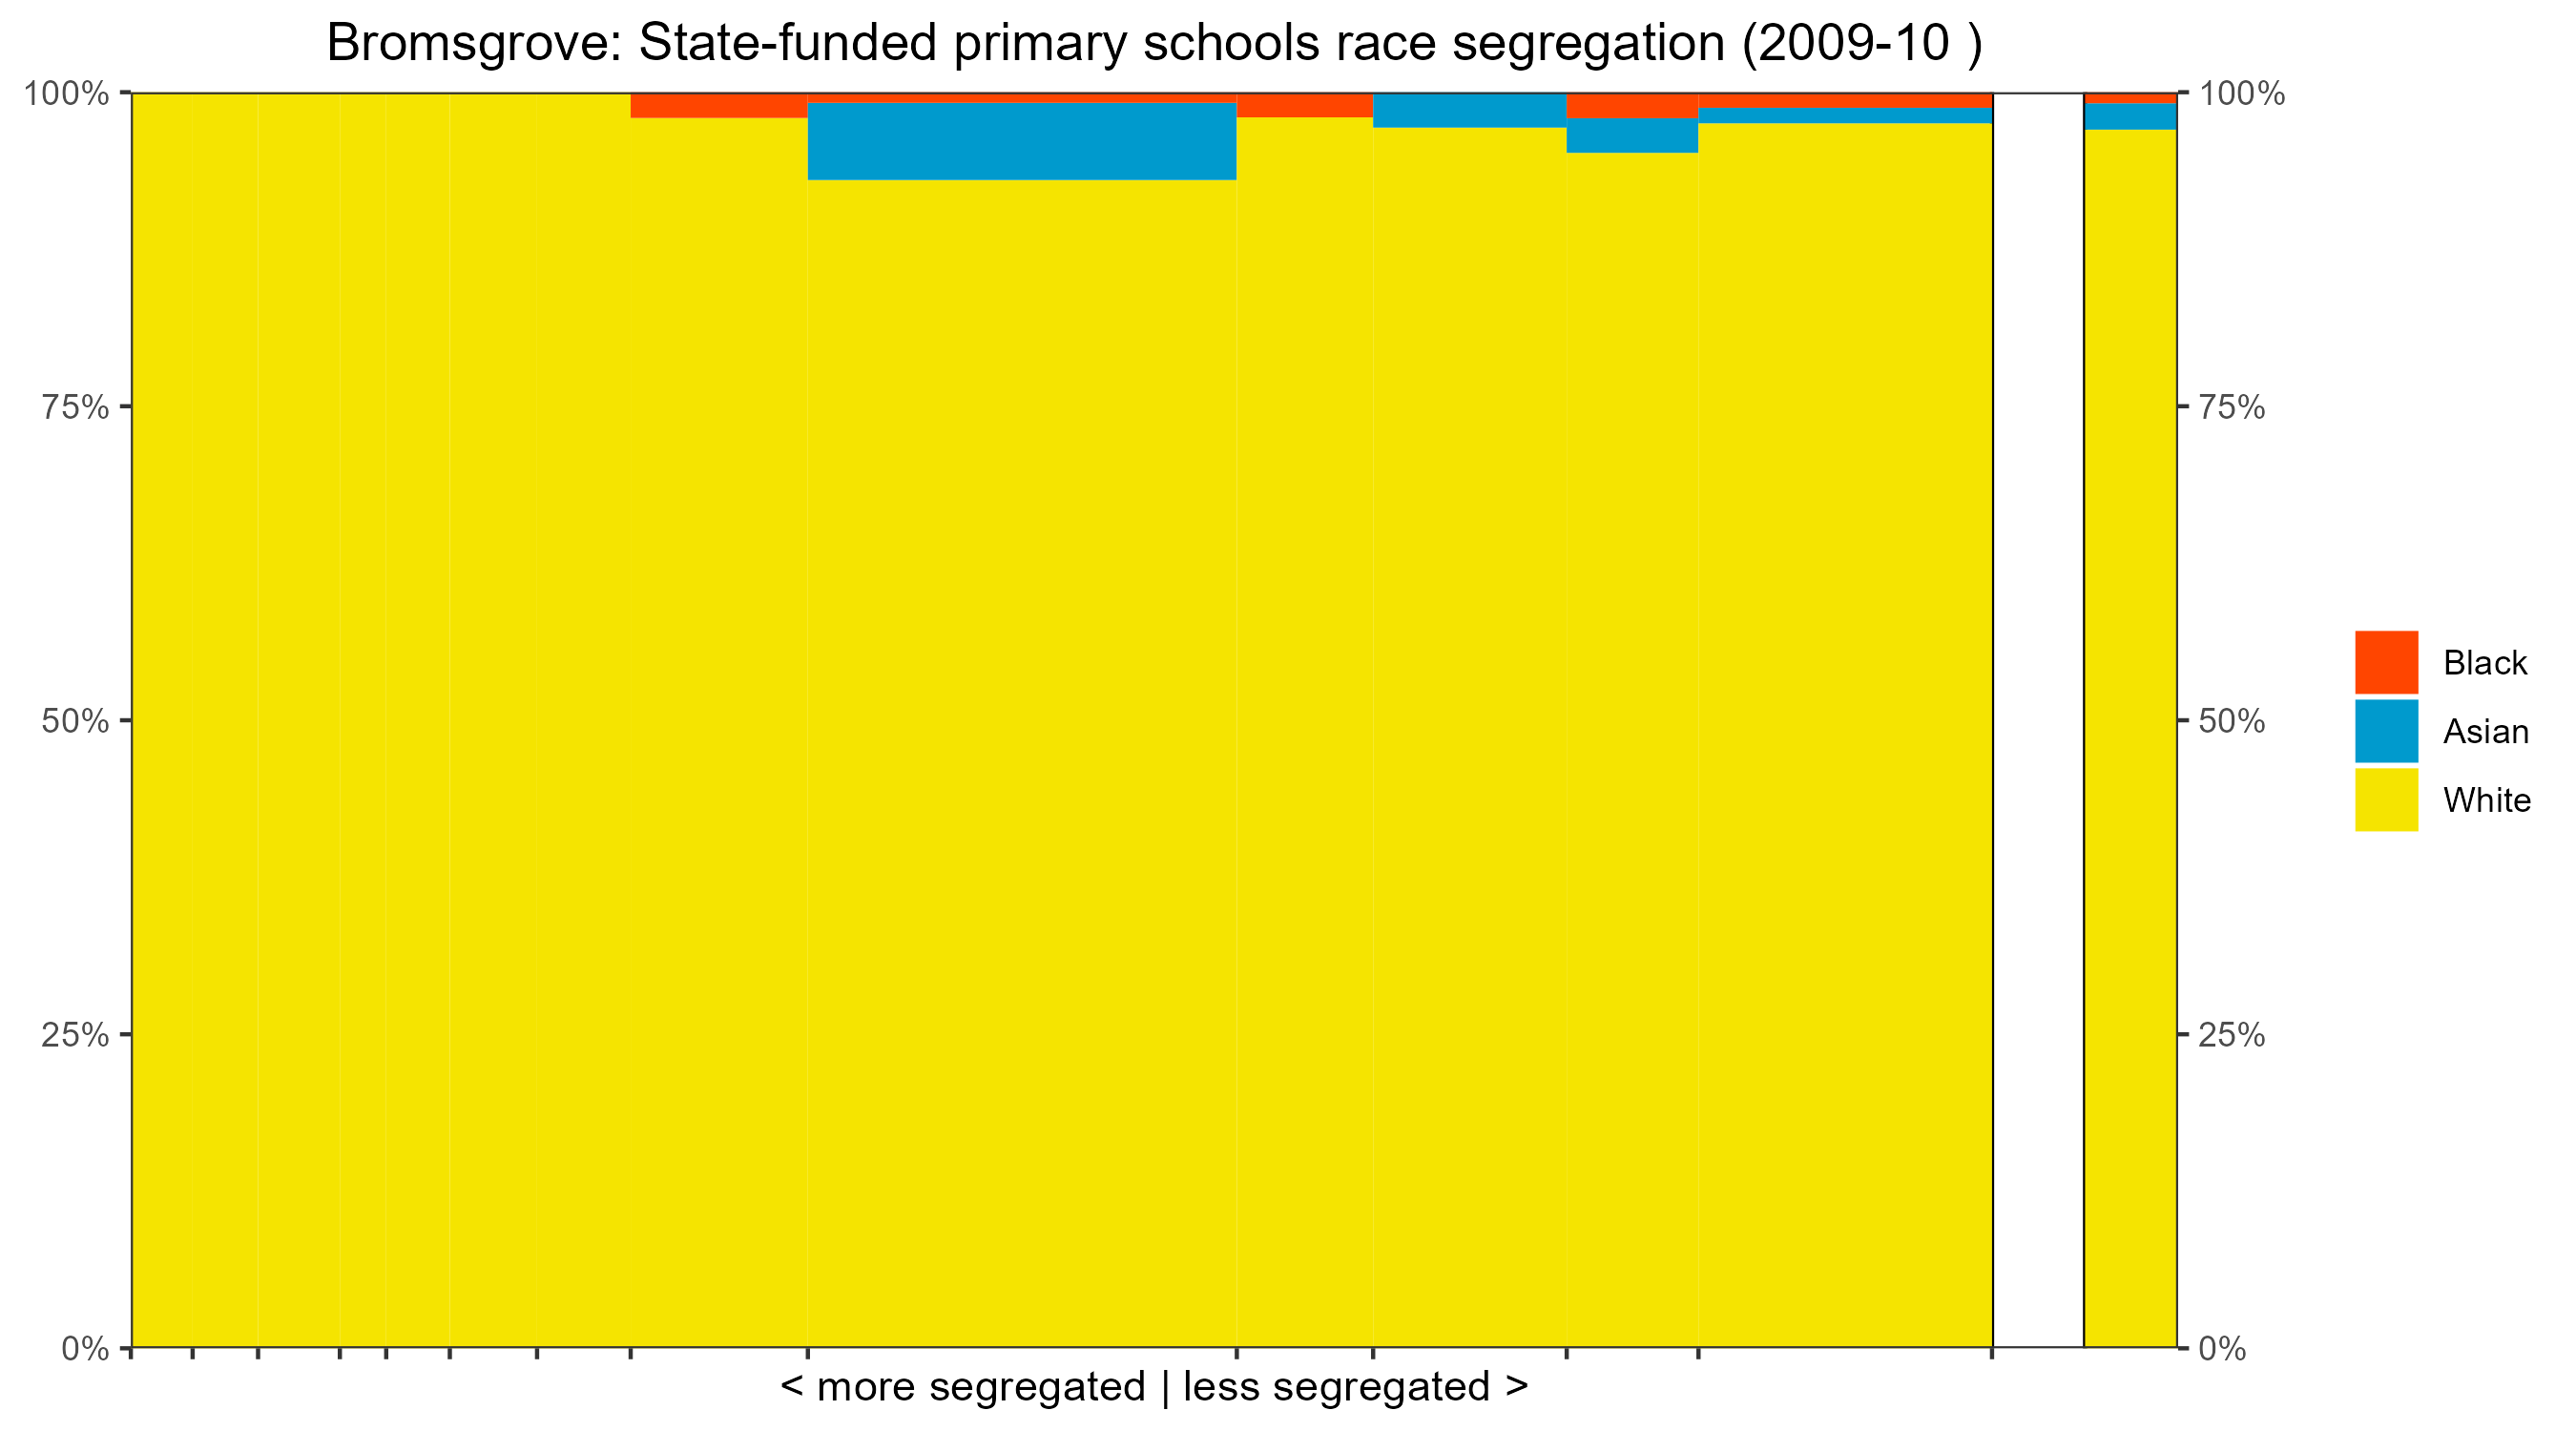 Bromsgrove: State-funded primary schools race segregation (2009-10 )
100%
75%
50%
25%
0%
100%
75%
50%
25%
0%
Black
Asian
White
< more segregated | less segregated >